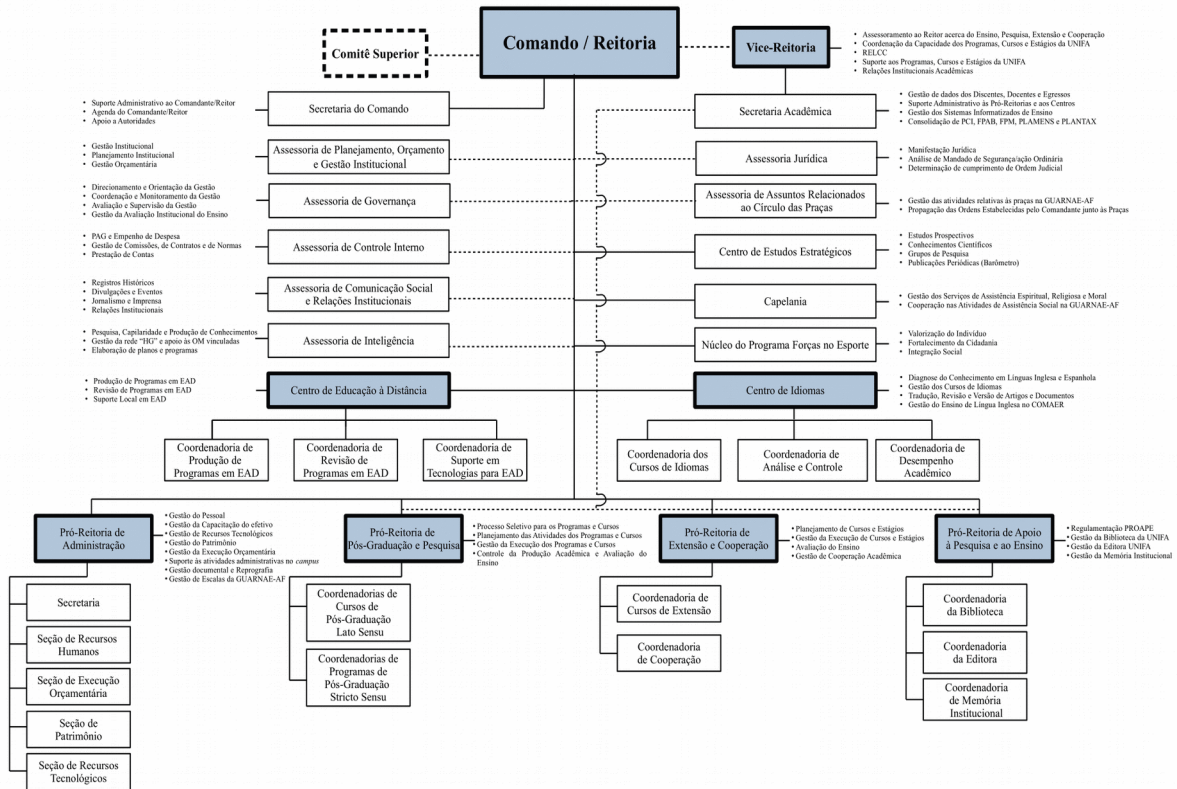 Comando / Reitoria
Comitê Superior
Vice-Reitoria
• Assessoramento ao Reitor acerca do Ensino, Pesquisa, Extensão e Cooperação
• Coordenação da Capacidade dos Programas, Cursos e Estágios da UNIFA
• RELCC
• Suporte aos Programas, Cursos e Estágios da UNIFA
• Relações Institucionais Acadêmicas
• Suporte Administrativo ao Comandante/Reitor
• Agenda do Comandante/Reitor
• Apoio a Autoridades
Secretaria do Comando
Secretaria Acadêmica
• Gestão de dados dos Discentes, Docentes e Egressos
• Suporte Administrativo às Pró-Reitorias e aos Centros
• Gestão dos Sistemas Informatizados de Ensino
• Consolidação de PCI, FPAB, FPM, PLAMENS e PLANTAX
• Gestão Institucional
• Planejamento Institucional
• Gestão Orçamentária
Assessoria de Planejamento, Orçamento
e Gestão Institucional
Assessoria Jurídica
• Manifestação Jurídica
• Análise de Mandado de Segurança/ação Ordinária
• Determinação de cumprimento de Ordem Judicial
• Direcionamento e Orientação da Gestão
• Coordenação e Monitoramento da Gestão
• Avaliação e Supervisão da Gestão
• Gestão da Avaliação Institucional do Ensino
Assessoria de Governança
Assessoria de Assuntos Relacionados
ao Círculo das Praças
• Gestão das atividades relativas às praças na GUARNAE-AF
• Propagação das Ordens Estabelecidas pelo Comandante junto às Praças
• PAG e Empenho de Despesa
• Gestão de Comissões, de Contratos e de Normas
• Prestação de Contas
Assessoria de Controle Interno
Centro de Estudos Estratégicos
• Estudos Prospectivos
• Conhecimentos Científicos
• Grupos de Pesquisa
• Publicações Periódicas (Barômetro)
• Registros Históricos
• Divulgações e Eventos
• Jornalismo e Imprensa
• Relações Institucionais
Assessoria de Comunicação Social
e Relações Institucionais
Capelania
• Gestão dos Serviços de Assistência Espiritual, Religiosa e Moral
• Cooperação nas Atividades de Assistência Social na GUARNAE-AF
• Pesquisa, Capilaridade e Produção de Conhecimentos
• Gestão da rede “HG” e apoio às OM vinculadas
• Elaboração de planos e programas
Assessoria de Inteligência
Núcleo do Programa Forças no Esporte
• Valorização do Indivíduo
• Fortalecimento da Cidadania
• Integração Social
• Produção de Programas em EAD
• Revisão de Programas em EAD
• Suporte Local em EAD
Centro de Educação à Distância
Centro de Idiomas
• Diagnose do Conhecimento em Línguas Inglesa e Espanhola
• Gestão dos Cursos de Idiomas
• Tradução, Revisão e Versão de Artigos e Documentos
• Gestão do Ensino de Língua Inglesa no COMAER
Coordenadoria de
Produção de
Programas em EAD
Coordenadoria de
Revisão de
Programas em EAD
Coordenadoria de
Suporte em
Tecnologias para EAD
Coordenadoria dos
Cursos de Idiomas
Coordenadoria de
Análise e Controle
Coordenadoria de
Desempenho
Acadêmico
Pró-Reitoria de
Administração
• Gestão do Pessoal
• Gestão da Capacitação do efetivo
• Gestão de Recursos Tecnológicos
• Gestão do Patrimônio
• Gestão da Execução Orçamentária
• Suporte às atividades administrativas no campus
• Gestão documental e Reprografia
• Gestão de Escalas da GUARNAE-AF
Pró-Reitoria de
Pós-Graduação e Pesquisa
• Processo Seletivo para os Programas e Cursos
• Planejamento das Atividades dos Programas e Cursos
• Gestão da Execução dos Programas e Cursos
• Controle da Produção Acadêmica e Avaliação do
Ensino
Pró-Reitoria de
Extensão e Cooperação
• Planejamento de Cursos e Estágios
• Gestão da Execução de Cursos e Estágios
• Avaliação do Ensino
• Gestão de Cooperação Acadêmica
Pró-Reitoria de Apoio
à Pesquisa e ao Ensino
• Regulamentação PROAPE
• Gestão da Biblioteca da UNIFA
• Gestão da Editora UNIFA
• Gestão da Memória Institucional
Secretaria
Seção de Recursos
Humanos
Seção de Execução
Orçamentária
Seção de
Patrimônio
Seção de Recursos
Tecnológicos
Coordenadorias de
Cursos de
Pós-Graduação
Lato Sensu
Coordenadorias de
Programas de
Pós-Graduação
Stricto Sensu
Coordenadoria de
Cursos de Extensão
Coordenadoria
de Cooperação
Coordenadoria
da Biblioteca
Coordenadoria
da Editora
Coordenadoria
de Memória
Institucional